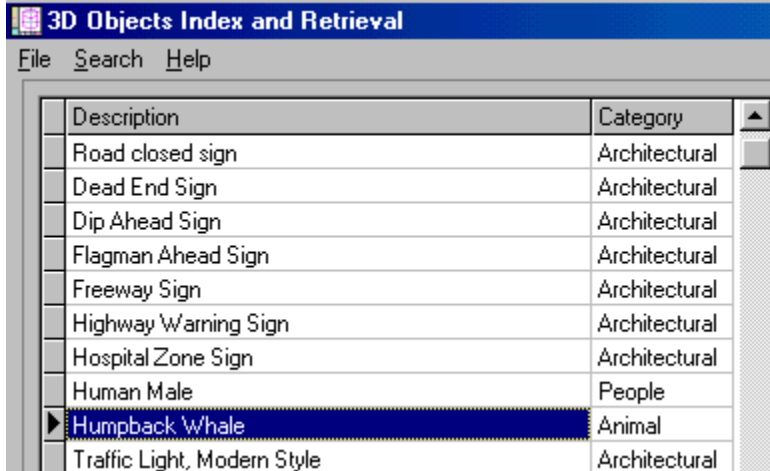 3D Objects Index and Retrieval
File Search Help
Description Category
Road closed sign Architectural
Dead End Sign Architectural
Dip Ahead Sign Architectural
Flagman Ahead Sign Architectural
Freeway Sign Architectural
Highway Warning Sign Architectural
Hospital Zone Sign Architectural
Human Male People
Humpback Whale Animal
Traffic Light, Modern Style Architectural